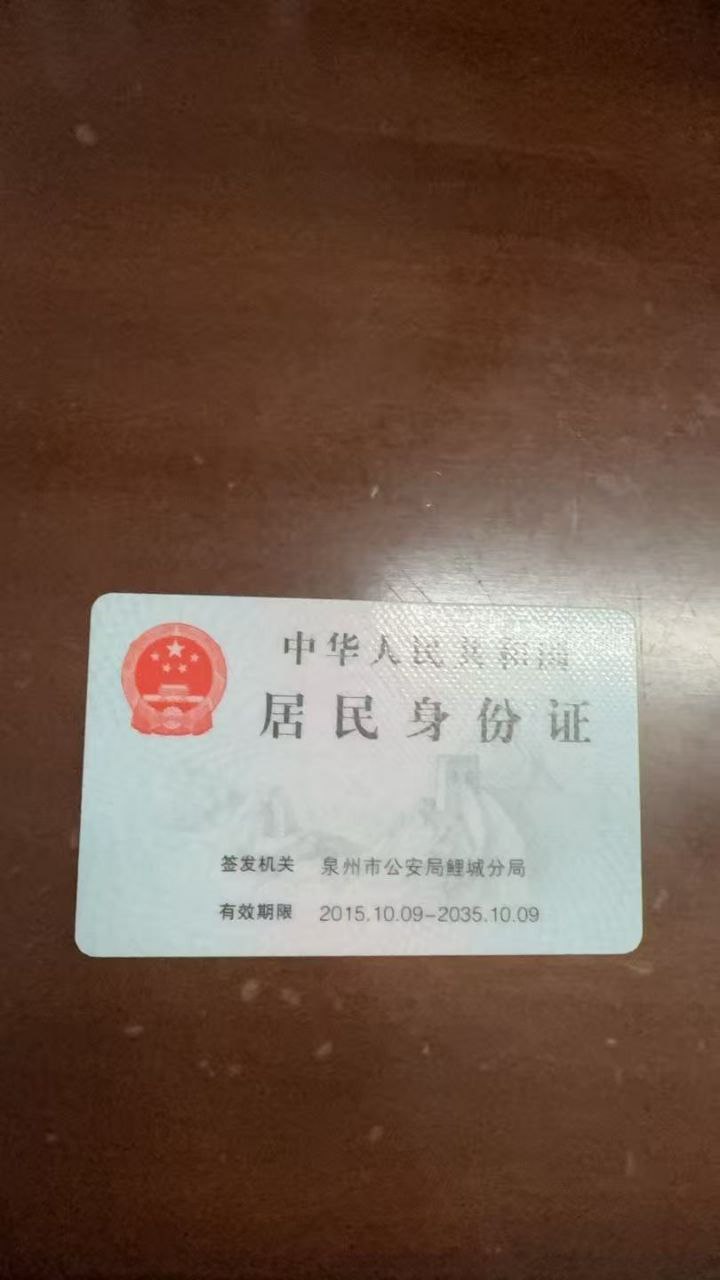 中华人民共和国
居民身份证
签发机关 泉州市公安局鲤城分局
有效期限 2015.10.09-2035.10.09